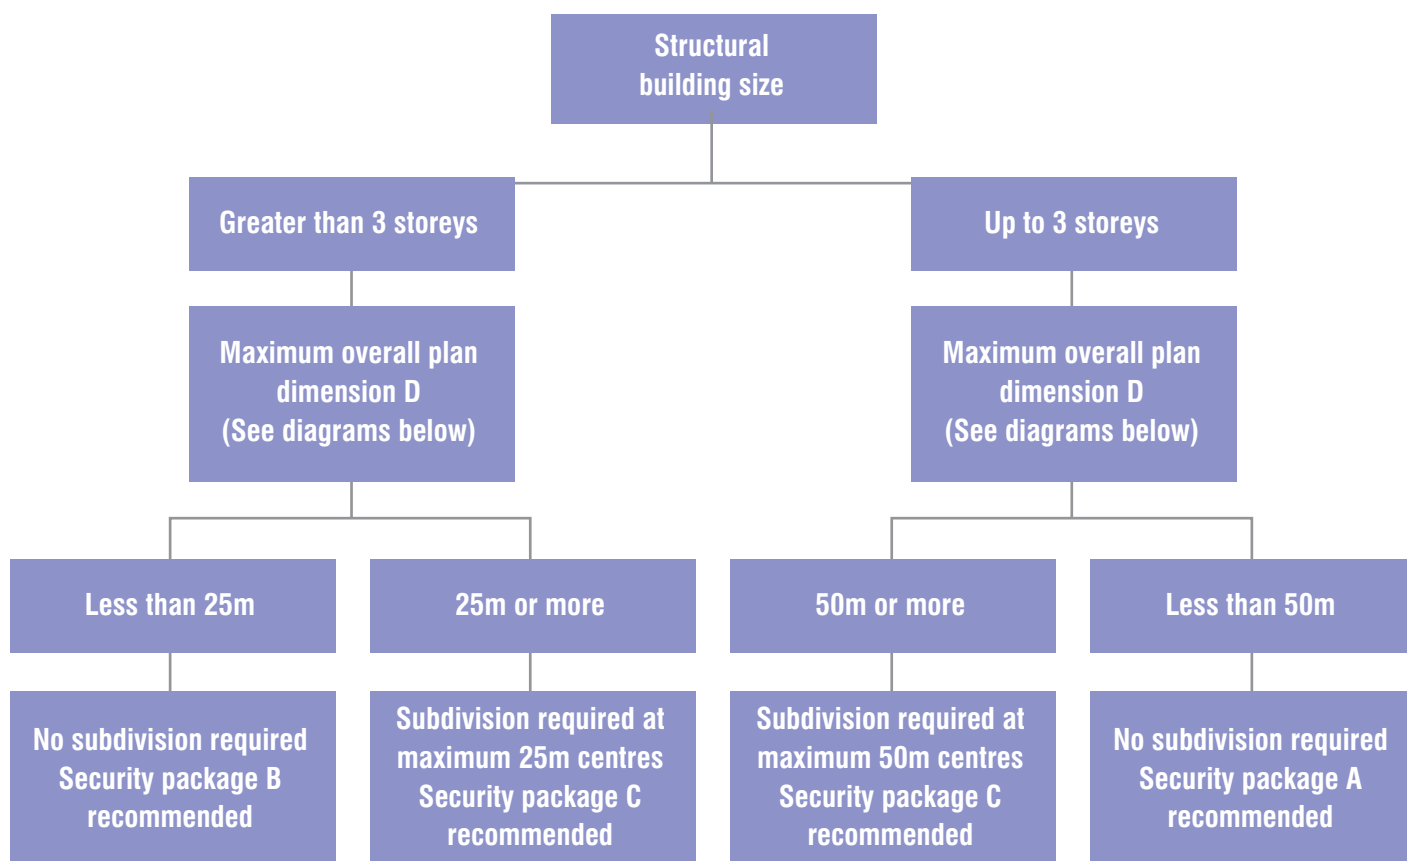 Structural
building size
Greater than 3 storeys
Up to 3 storeys
Maximum overall plan
dimension D
(See diagrams below)
Maximum overall plan
dimension D
(See diagrams below)
Less than 25m
25m or more
50m or more
Less than 50m
No subdivision required
Security package B
recommended
Subdivision required at
maximum 25m centres
Security package C
recommended
Subdivision required at
maximum 50m centres
Security package C
recommended
No subdivision required
Security package A
recommended